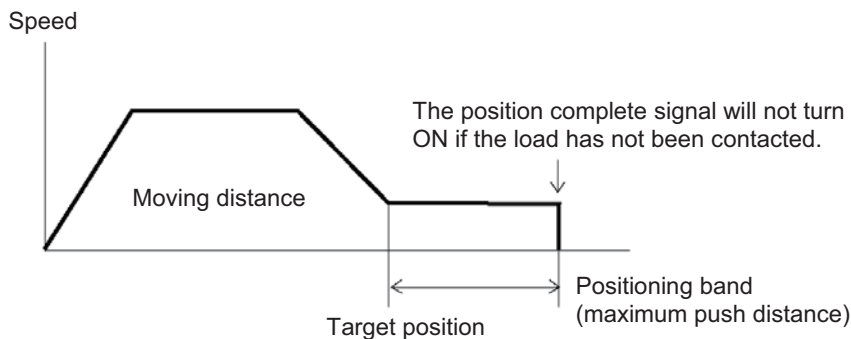 Speed
The position complete signal will not turn
ON if the load has not been contacted.
Moving distance
Positioning band
(maximum push distance)
Target position